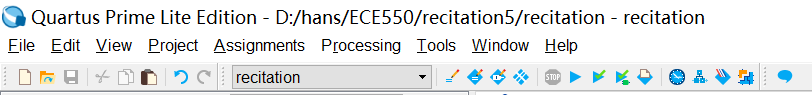 Quartus Prime Lite Edition - D:/hans/ECE550/recitation5/recitation - recitation
File Edit View Project Assignments Processing Tools Window Help
recitation STOP